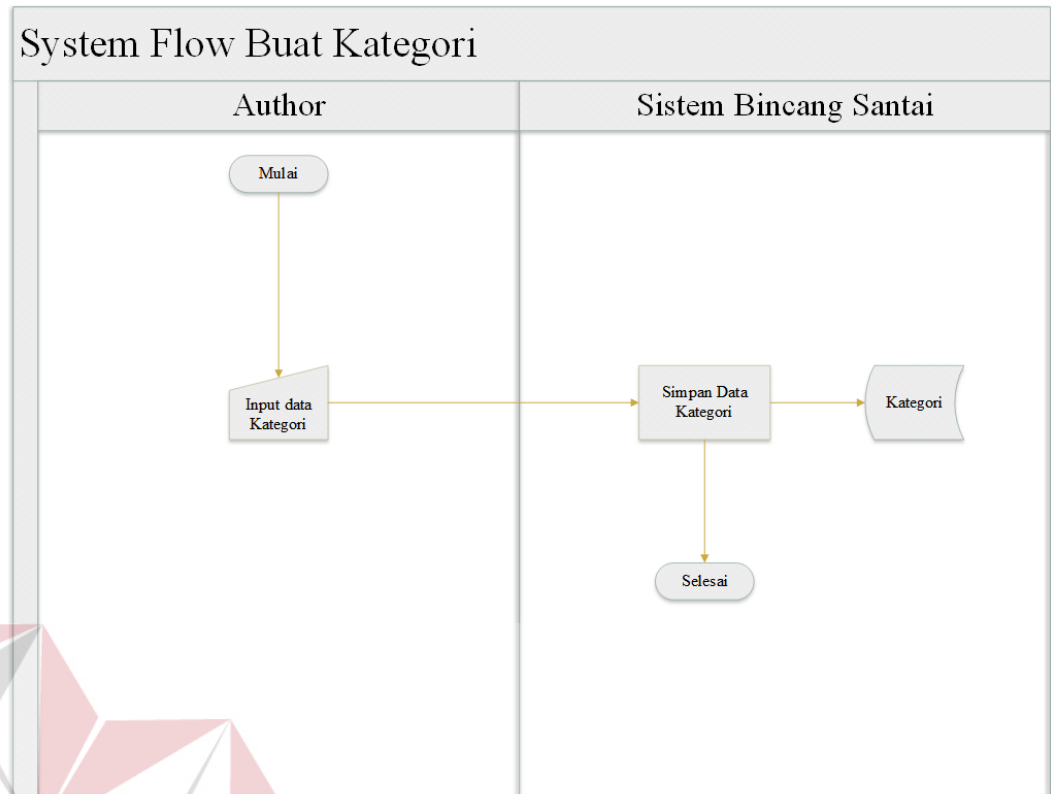 System Flow Buat Kategori
Author
Sistem Bincang Santai
Mulai
Input data
Kategori
Simpan Data
Kategori
Kategori
Selesai